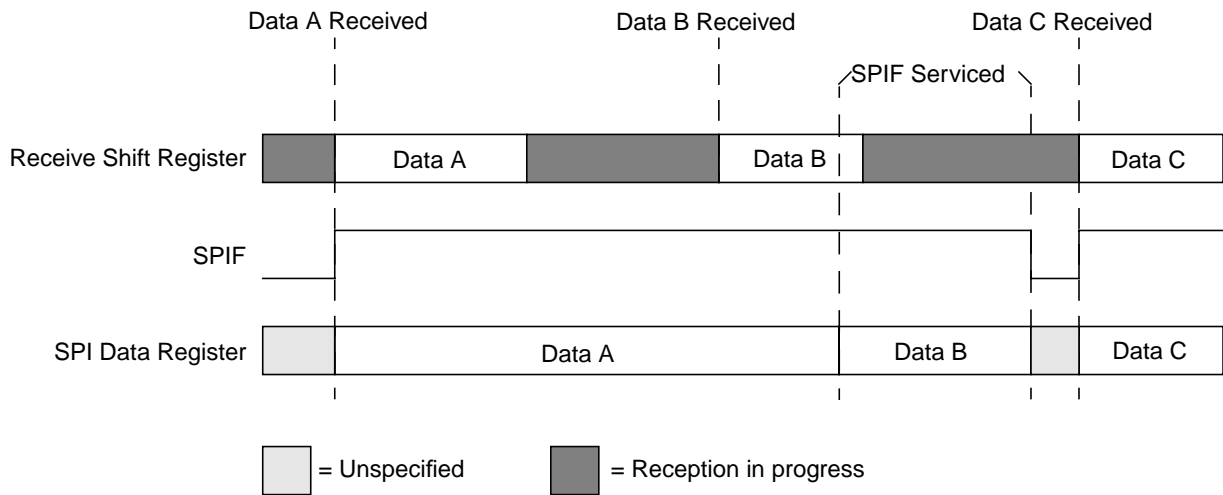 Data A Received Data B Received Data C Received
SPIF Serviced
Receive Shift Register Data A Data B Data C
SPIF
SPI Data Register Data A Data B Data C
= Unspecified = Reception in progress